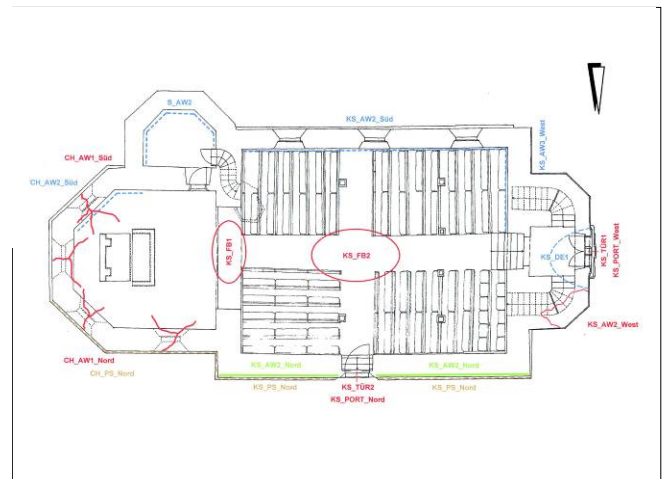 S_AW2
KS_AW2_Süd
CH_AW1_Süd
KS_AW3_West
CH_AW2_Süd
KS_FB1
KS_FB2
KS_DE1
KS_TÜR1
KS_PORT_West
KS_AW2_West
CH_AW1_Nord
CH_PS_Nord
KS_AW2_Nord
KS_AW2_Nord
KS_PS_Nord
KS_TÜR2
KS_PS_Nord
KS_PORT_Nord